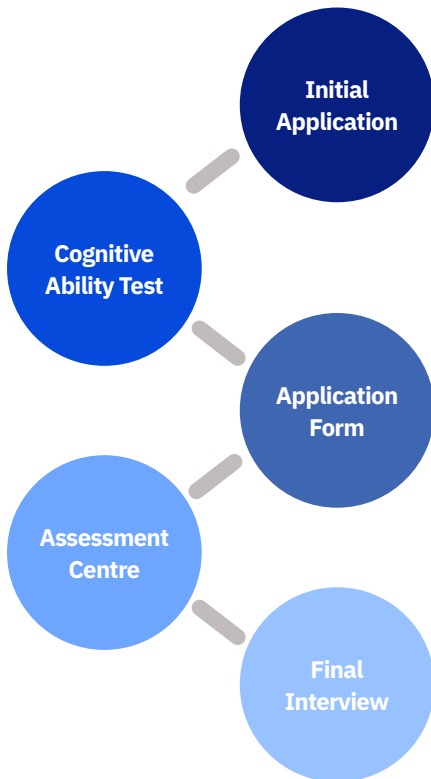 Initial
Application
Cognitive
Ability Test
Application
Form
Assessment
Centre
Final
Interview